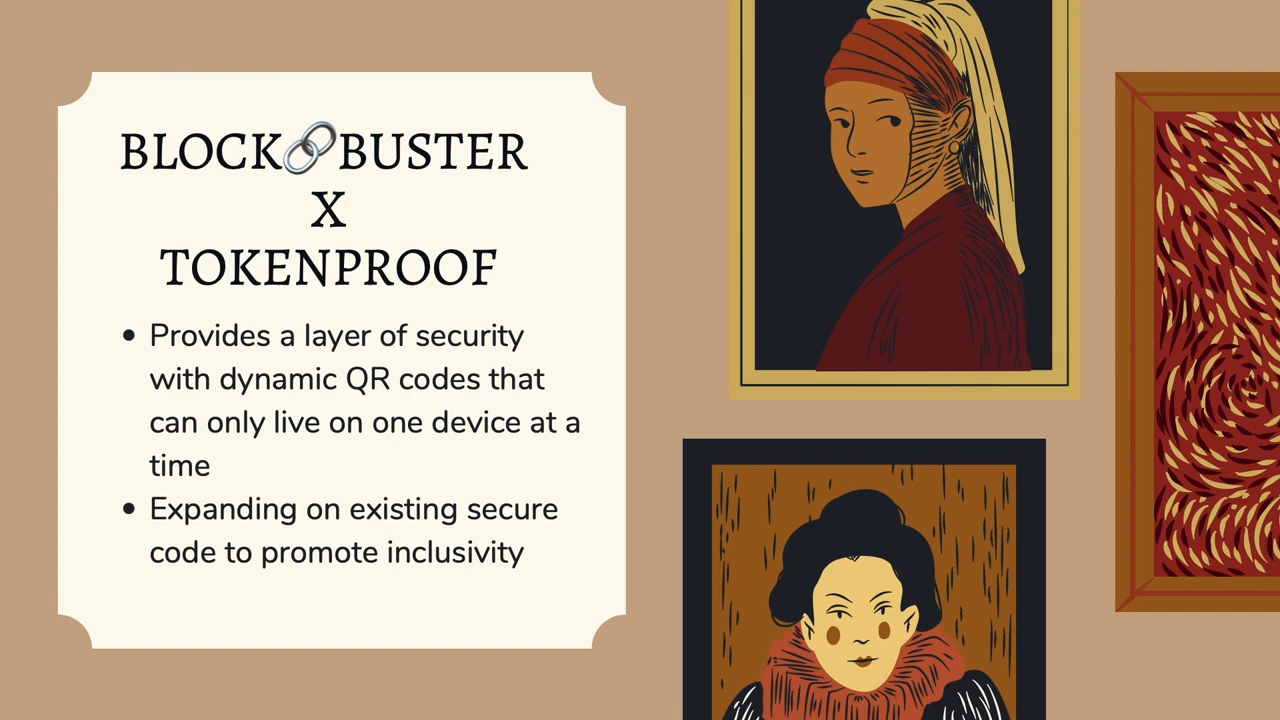 BLOCK🔗BUSTER
X
TOKENPROOF
• Provides a layer of security
with dynamic QR codes that
can only live on one device at a
time
• Expanding on existing secure
code to promote inclusivity